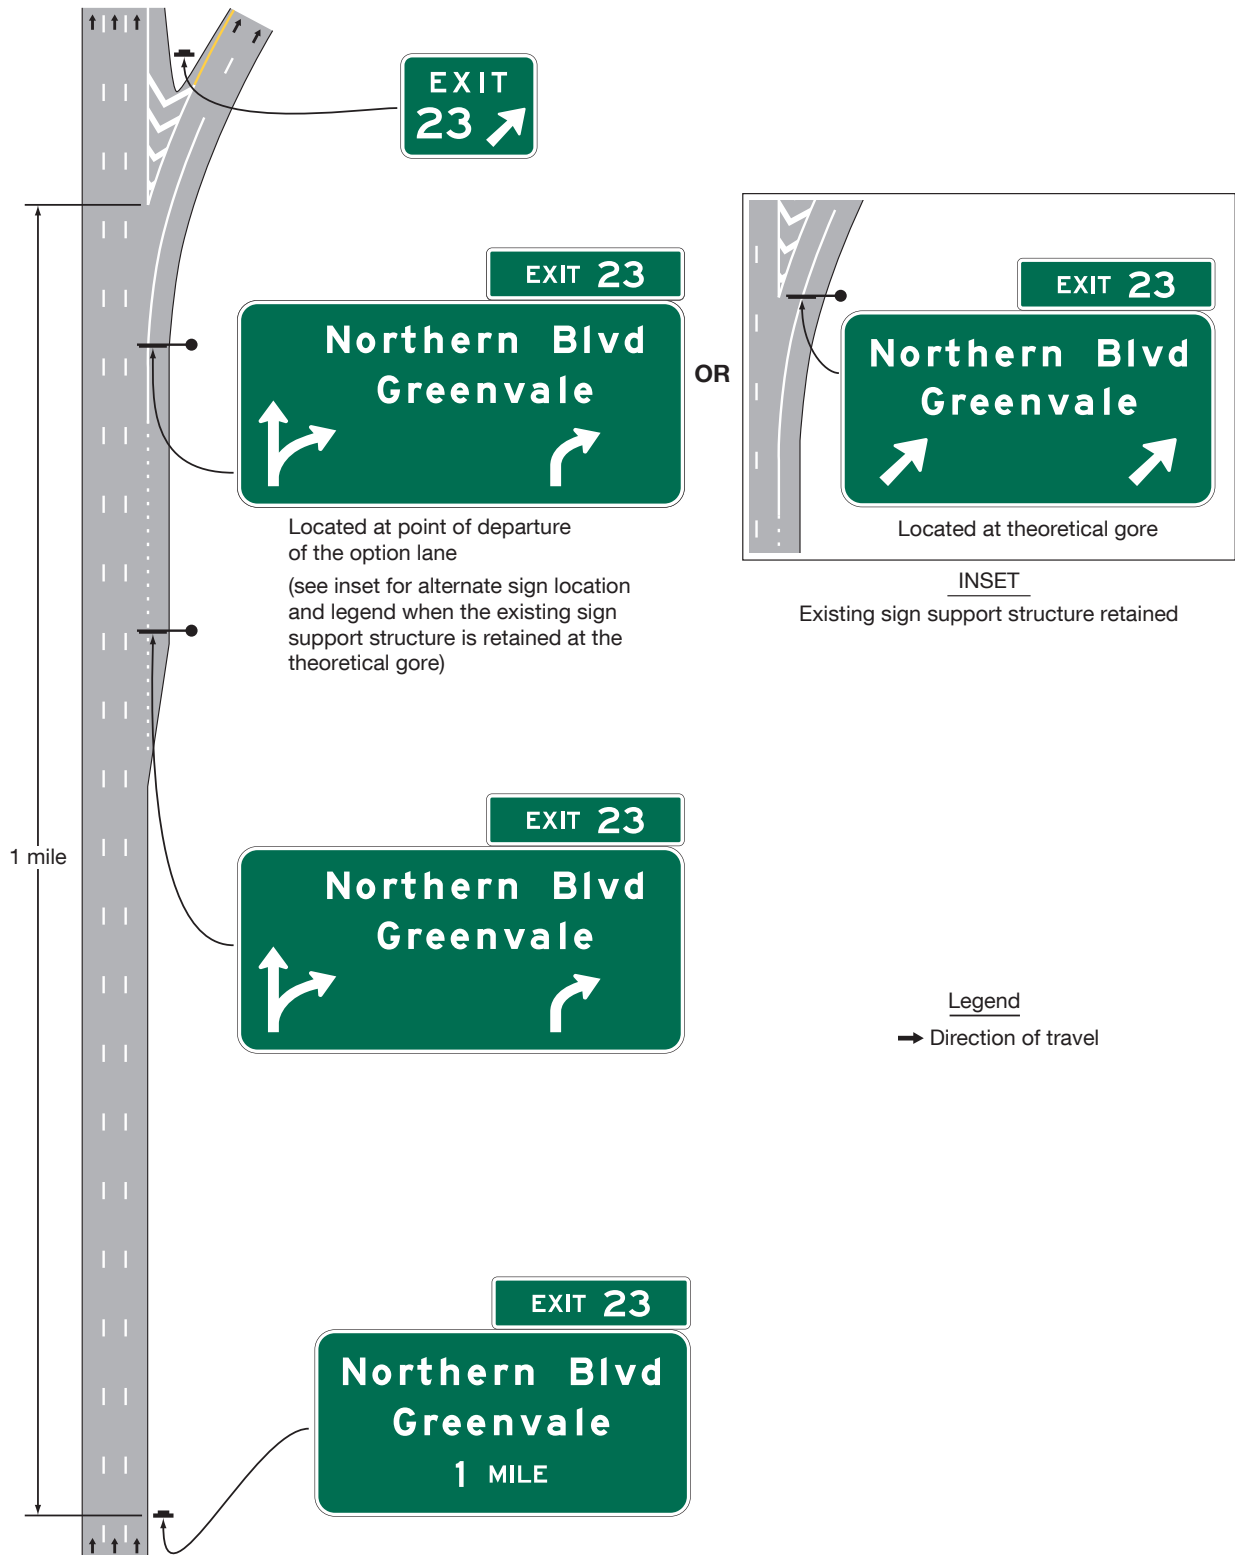 EXIT
23
EXIT 23
Northern Blvd
Greenvale
Located at point of departure
of the option lane
(see inset for alternate sign location
and legend when the existing sign
support structure is retained at the
theoretical gore)
OR
EXIT 23
Northern Blvd
Greenvale
Located at theoretical gore
INSET
Existing sign support structure retained
1 mile
EXIT 23
Northern Blvd
Greenvale
Legend
Direction of travel
EXIT 23
Northern Blvd
Greenvale
1 MILE